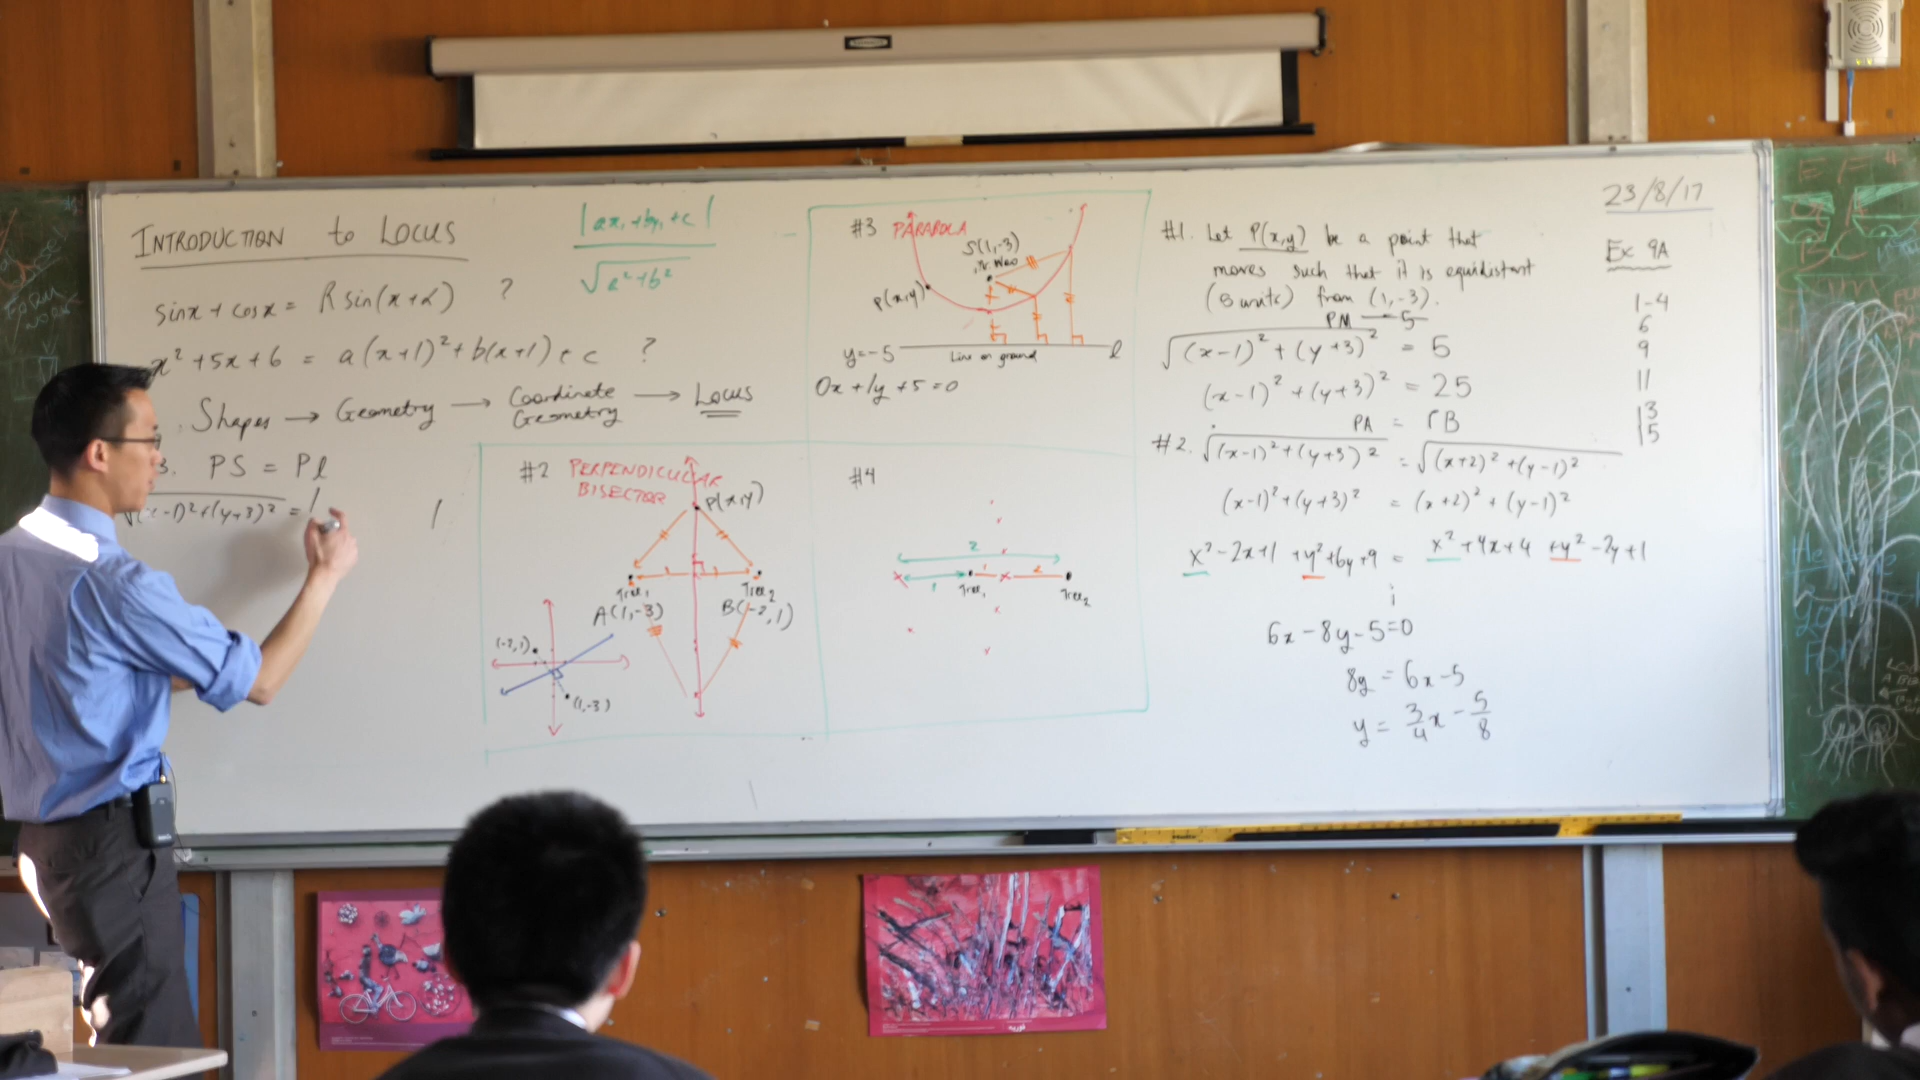 INTRODUCTION to LOCUS
sinx + cosx = R sin(x+α) ?
x² + 5x + 6 = a(x+1)² + b(x+1) + c ?
Shapes → Geometry → Coordinate Geometry → Locus
3. PS = Pl
√(x-1)²+(y+3)² = |
|ax₁+by₁+c|
√a²+b²
#2 PERPENDICULAR
BISECTOR
P(x,y)
Tree₁
Tree₂
A(1,-3)
B(-2,1)
(-2,1)
(1,-3)
#3 PARABOLA
S(1,-3)
Mr. Woo
P(x,y)
y=-5
Line on ground
l
0x+1y+5=0
#4
2
1
1
2
Tree₁
Tree₂
#1. Let P(x,y) be a point that
moves such that it is equidistant
(5 units) from (1,-3).
PM = 5
√(x-1)²+(y+3)² = 5
(x-1)²+(y+3)² = 25
PA = PB
#2. √(x-1)²+(y+3)² = √(x+2)²+(y-1)²
(x-1)²+(y+3)² = (x+2)²+(y-1)²
x²-2x+1+y²+6y+9 = x²+4x+4+y²-2y+1
6x-8y-5=0
8y = 6x-5
y = 3/4x - 5/8
23/8/17
Ex 9A
1-4
6
9
11
13
15